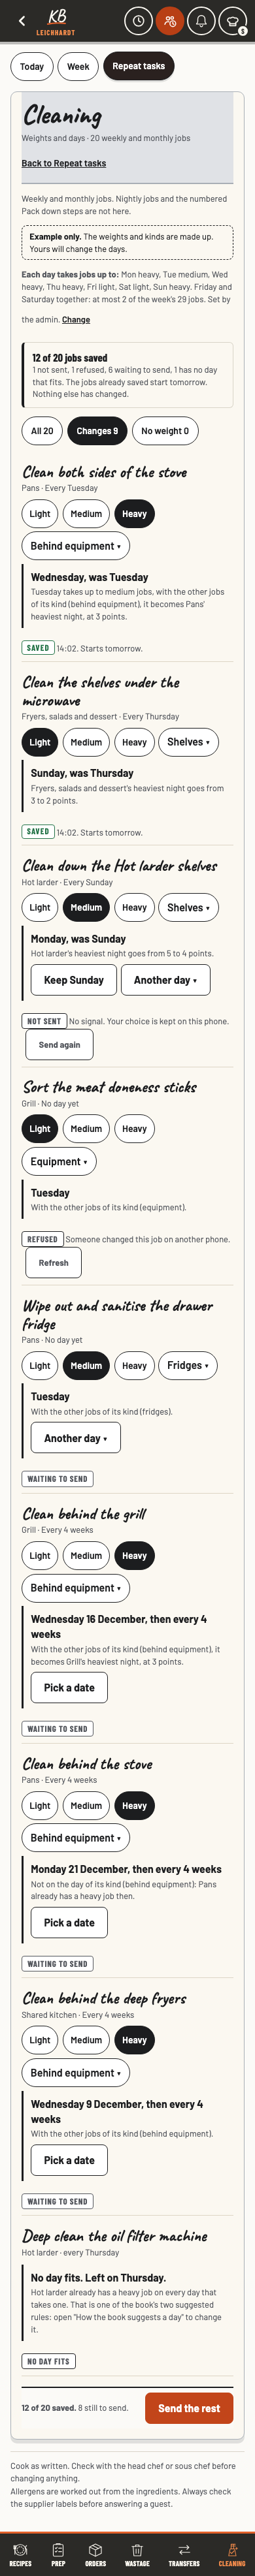 KB
LEICHHARDT
$
Today
Week
Repeat tasks
Cleaning
Weights and days · 20 weekly and monthly jobs
Back to Repeat tasks
Weekly and monthly jobs. Nightly jobs and the numbered
Pack down steps are not here.
Example only. The weights and kinds are made up.
Yours will change the days.
Each day takes jobs up to: Mon heavy, Tue medium, Wed
heavy, Thu heavy, Fri light, Sat light, Sun heavy. Friday and
Saturday together: at most 2 of the week's 29 jobs. Set by
the admin. Change
12 of 20 jobs saved
1 not sent, 1 refused, 6 waiting to send, 1 has no day
that fits. The jobs already saved start tomorrow.
Nothing else has changed.
All 20
Changes 9
No weight 0
Clean both sides of the stove
Pans · Every Tuesday
Light
Medium
Heavy
Behind equipment ▾
Wednesday, was Tuesday
Tuesday takes up to medium jobs, with the other jobs
of its kind (behind equipment), it becomes Pans'
heaviest night, at 3 points.
SAVED 14:02. Starts tomorrow.
Clean the shelves under the
microwave
Fryers, salads and dessert · Every Thursday
Light
Medium
Heavy
Shelves ▾
Sunday, was Thursday
Fryers, salads and dessert's heaviest night goes from
3 to 2 points.
SAVED 14:02. Starts tomorrow.
Clean down the Hot larder shelves
Hot larder · Every Sunday
Light
Medium
Heavy
Shelves ▾
Monday, was Sunday
Hot larder's heaviest night goes from 5 to 4 points.
Keep Sunday
Another day ▾
NOT SENT No signal. Your choice is kept on this phone.
Send again
Sort the meat doneness sticks
Grill · No day yet
Light
Medium
Heavy
Equipment ▾
Tuesday
With the other jobs of its kind (equipment).
REFUSED Someone changed this job on another phone.
Refresh
Wipe out and sanitise the drawer
fridge
Pans · No day yet
Light
Medium
Heavy
Fridges ▾
Tuesday
With the other jobs of its kind (fridges).
Another day ▾
WAITING TO SEND
Clean behind the grill
Grill · Every 4 weeks
Light
Medium
Heavy
Behind equipment ▾
Wednesday 16 December, then every 4
weeks
With the other jobs of its kind (behind equipment), it
becomes Grill's heaviest night, at 3 points.
Pick a date
WAITING TO SEND
Clean behind the stove
Pans · Every 4 weeks
Light
Medium
Heavy
Behind equipment ▾
Monday 21 December, then every 4 weeks
Not on the day of its kind (behind equipment): Pans
already has a heavy job then.
Pick a date
WAITING TO SEND
Clean behind the deep fryers
Shared kitchen · Every 4 weeks
Light
Medium
Heavy
Behind equipment ▾
Wednesday 9 December, then every 4
weeks
With the other jobs of its kind (behind equipment).
Pick a date
WAITING TO SEND
Deep clean the oil filter machine
Hot larder · every Thursday
No day fits. Left on Thursday.
Hot larder already has a heavy job on every day that
takes one. That is one of the book's two suggested
rules: open "How the book suggests a day" to change
it.
NO DAY FITS
12 of 20 saved. 8 still to send.
Send the rest
Cook as written. Check with the head chef or sous chef before
changing anything.
Allergens are worked out from the ingredients. Always check
the supplier labels before answering a guest.
RECIPES
PREP
ORDERS
WASTAGE
TRANSFERS
CLEANING